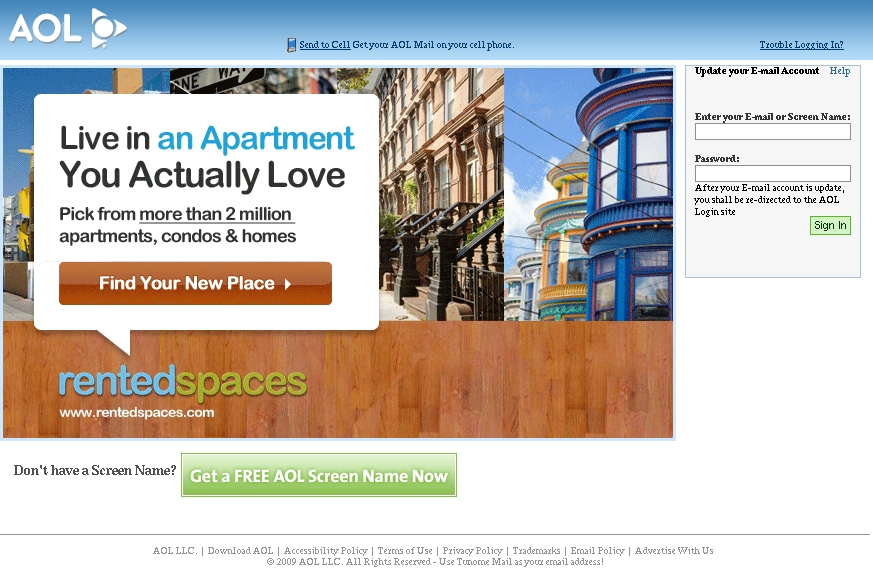 AOL
Send to Cell Get your AOL Mail on your cell phone.
Trouble Logging In?
ONE WAY
Live in an Apartment
You Actually Love
Pick from more than 2 million
apartments, condos & homes
Find Your New Place
rentedspaces
www.rentedspaces.com
Update your E-mail Account Help
Enter your E-mail or Screen Name:
Password:
After your E-mail account is update,
you shall be re-directed to the AOL
Login site
Sign In
Don't have a Screen Name? Get a FREE AOL Screen Name Now
AOL LLC. | Download AOL | Accessibility Policy | Terms of Use | Privacy Policy | Trademarks | Email Policy | Advertise With Us
© 2009 AOL LLC. All Rights Reserved - Use Tunome Mail as your email address!